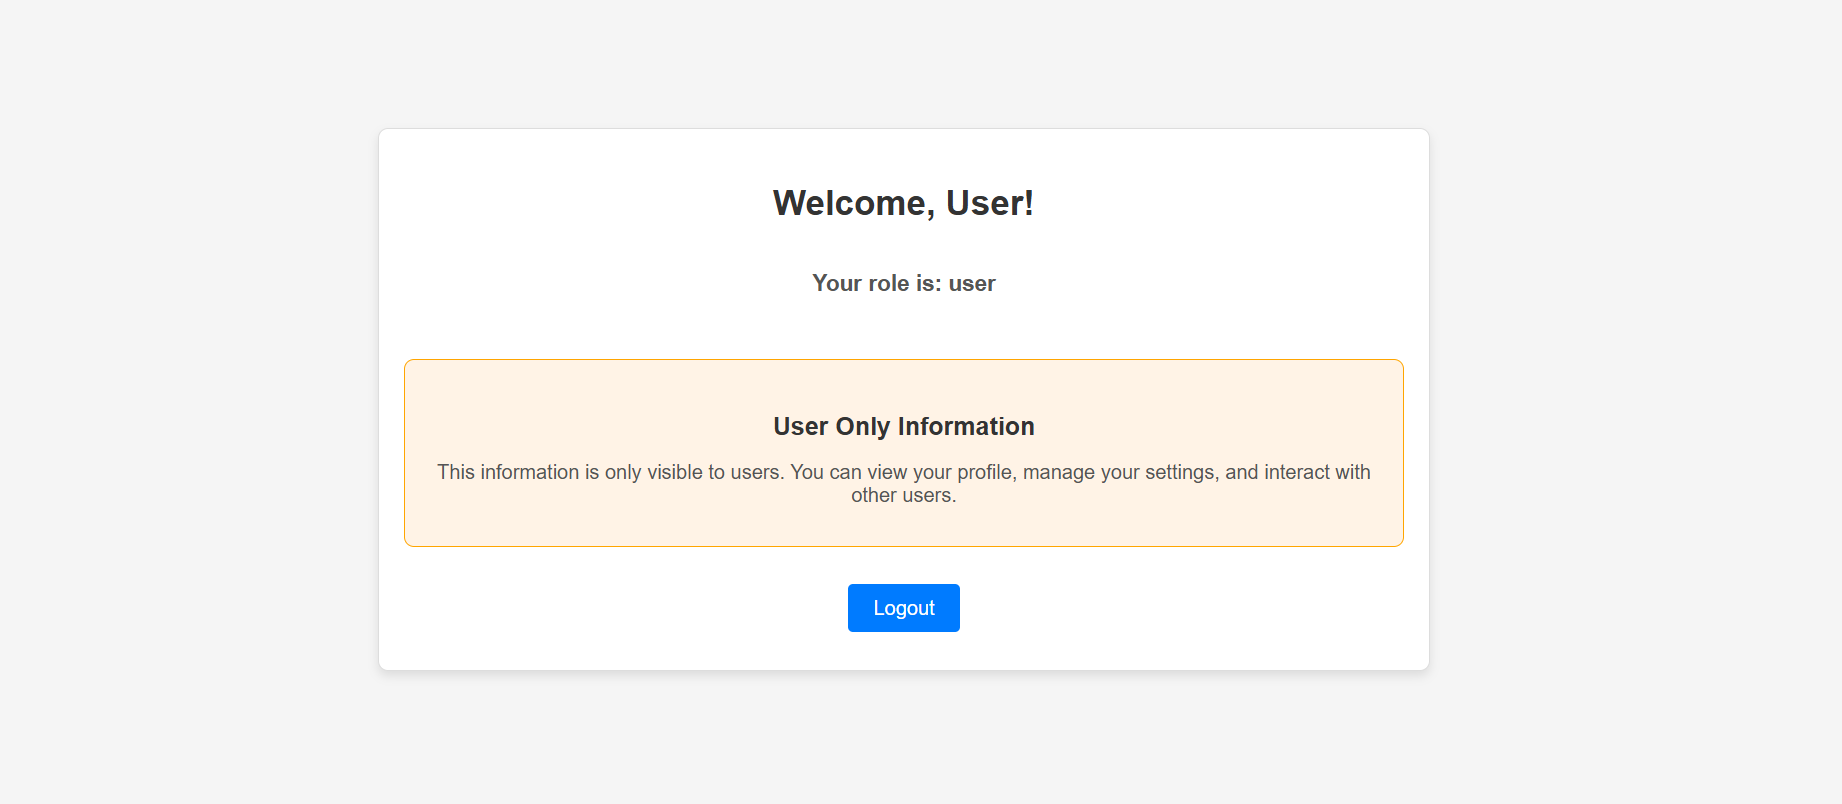 Welcome, User!
Your role is: user
User Only Information
This information is only visible to users. You can view your profile, manage your settings, and interact with
other users.
Logout